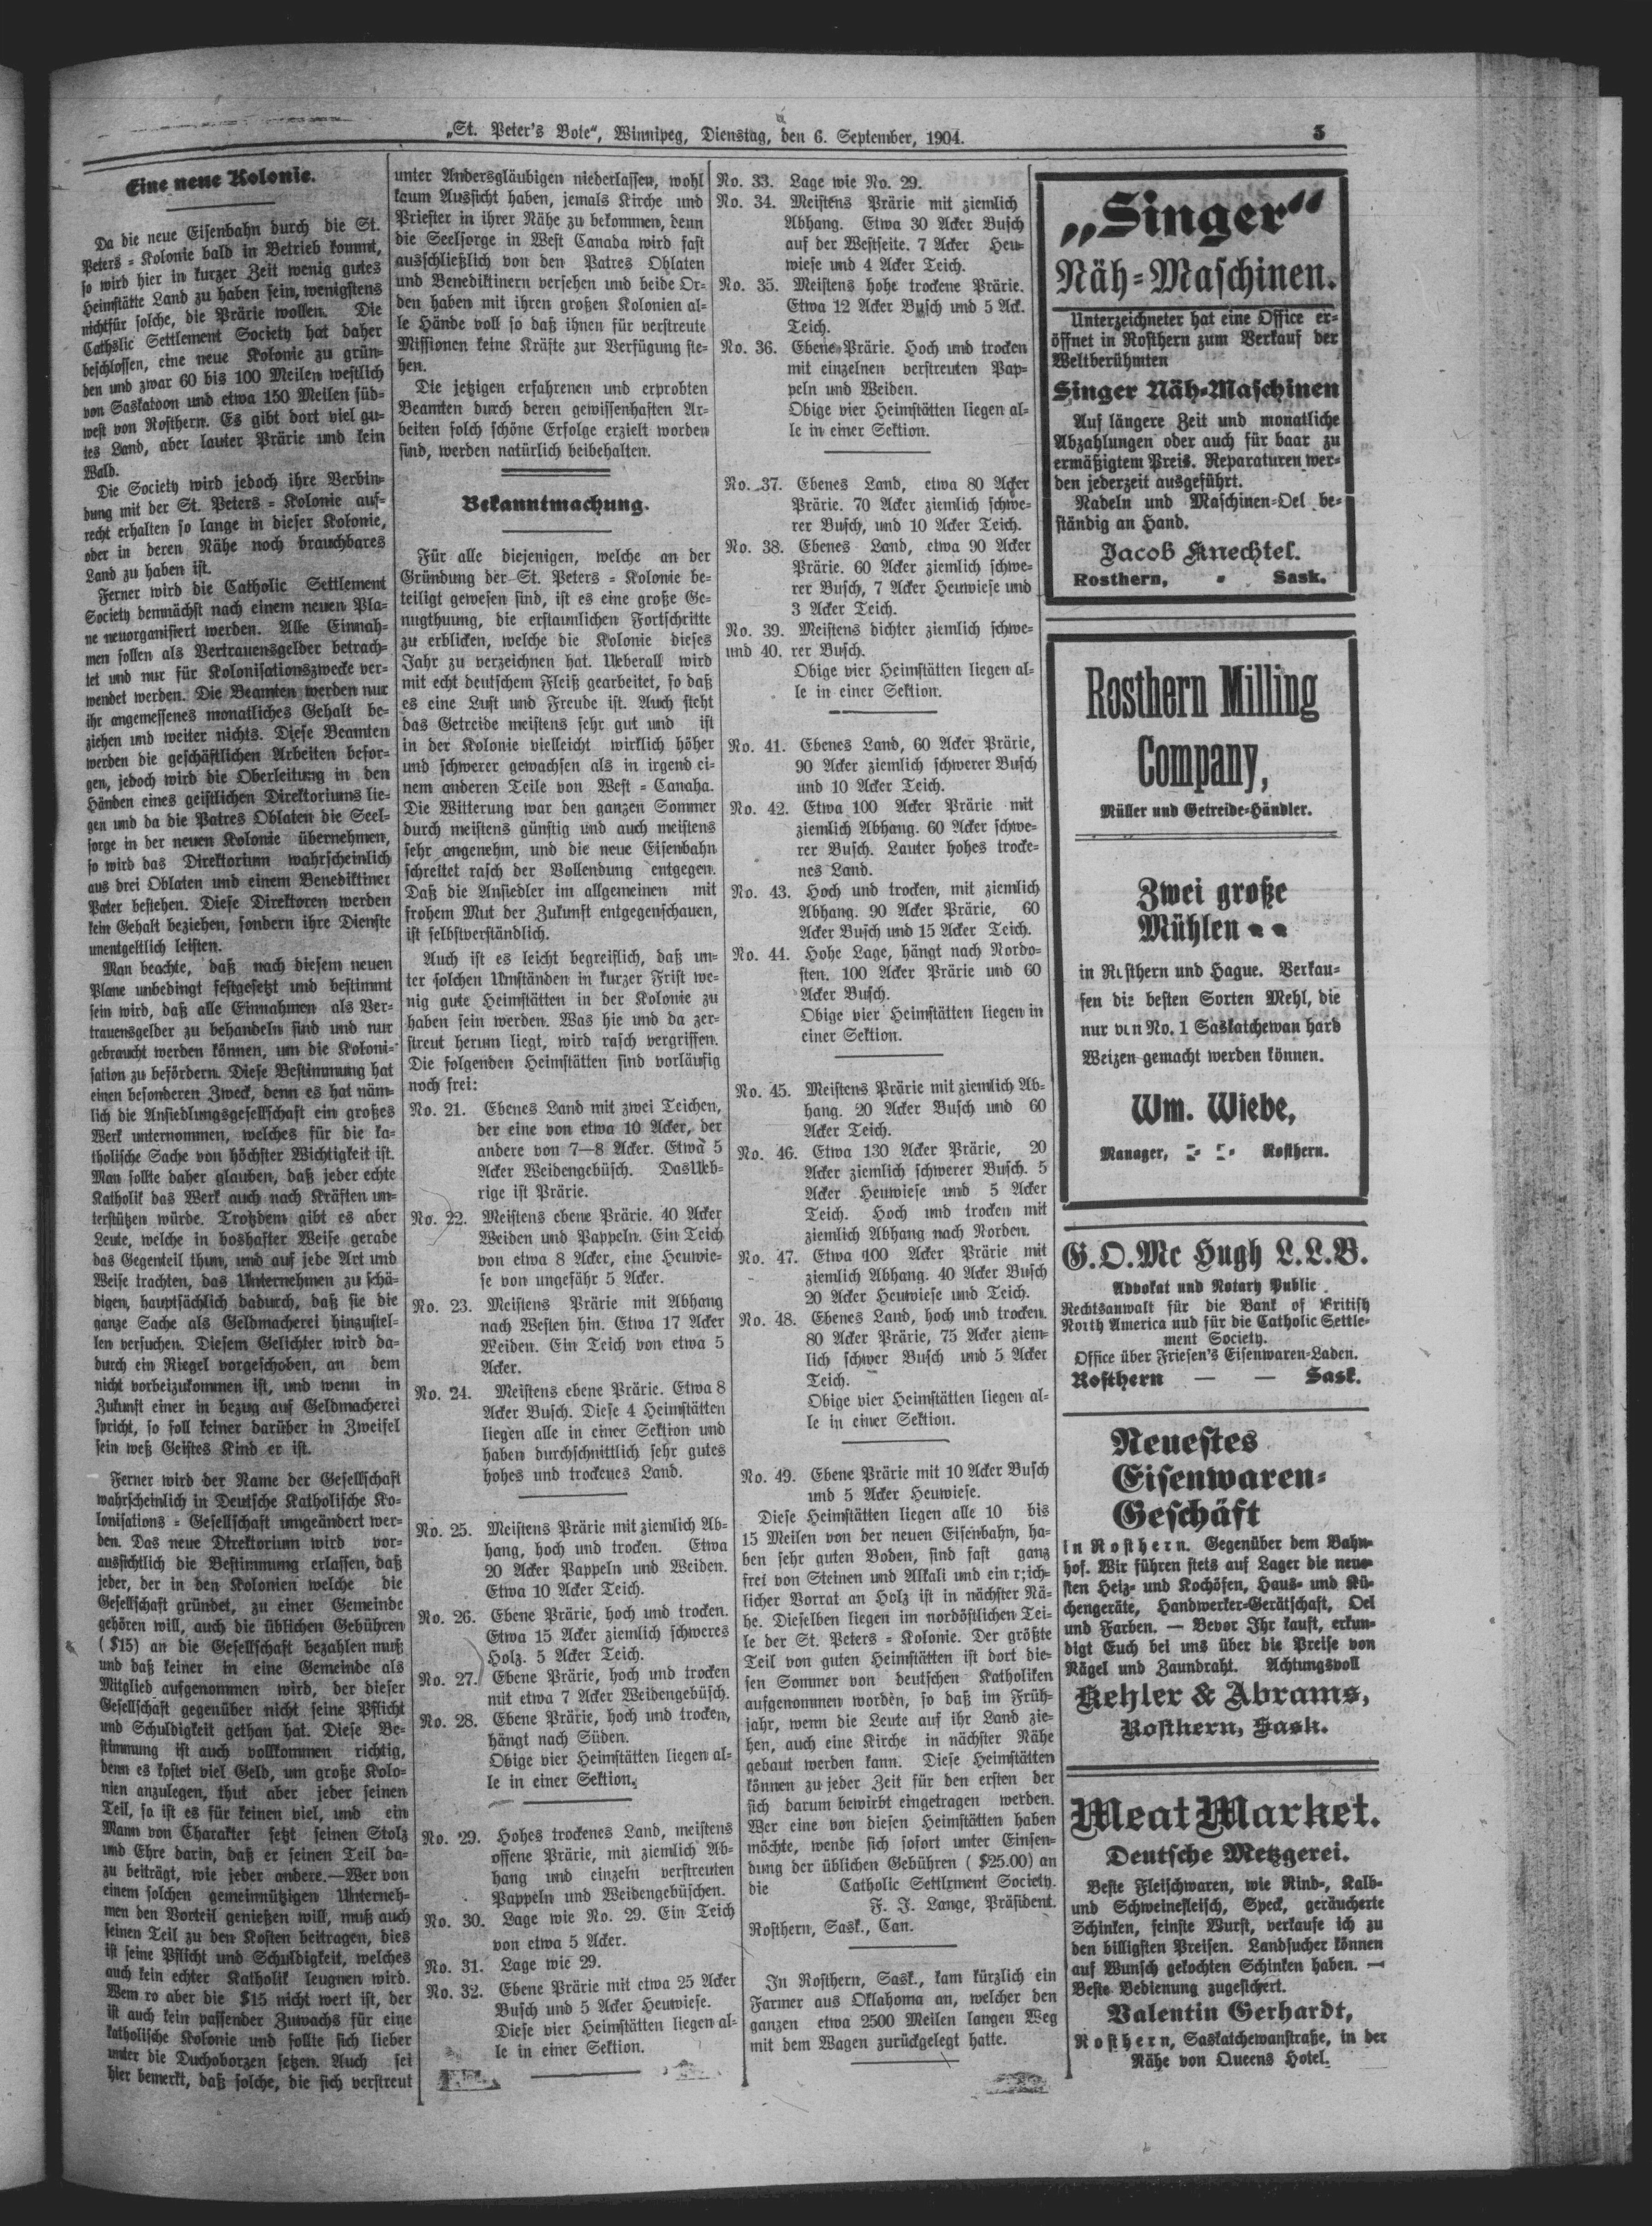 „St. Peter's Bote“, Winnipeg, Dienstag, den 6. September, 1904.
5
Eine neue Kolonie.
Da die neue Eisenbahn durch die St.
Peters = Kolonie bald in Betrieb kommt,
so wird hier in kurzer Zeit wenig gutes
Heimstätte Land zu haben sein, wenigstens
nichtfür solche, die Prärie wollen. Die
Catholic Settlement Society hat daher
beschlossen, eine neue Kolonie zu grün=
den und zwar 60 bis 100 Meilen westlich
von Saskatoon und etwa 150 Meilen süd=
west von Rosthern. Es gibt dort viel gu=
tes Land, aber lauter Prärie und kein
Wald.
Die Society wird jedoch ihre Verbin=
dung mit der St. Peters = Kolonie auf=
recht erhalten so lange in dieser Kolonie,
oder in deren Nähe noch brauchbares
Land zu haben ist.
Ferner wird die Catholic Settlement
Society demnächst nach einem neuen Pla=
ne neuorganisiert werden. Alle Einnah=
men sollen als Vertrauensgelder betrach=
tet und nur für Kolonisationszwecke ver=
wendet werden. Die Beamten werden nur
ihr angemessenes monatliches Gehalt be=
ziehen und weiter nichts. Diese Beamten
werden die geschäftlichen Arbeiten besor=
gen, jedoch wird die Oberleitung in den
Händen eines geistlichen Direktoriums lie=
gen und da die Patres Oblaten die Seel=
sorge in der neuen Kolonie übernehmen,
so wird das Direktorium wahrscheinlich
aus drei Oblaten und einem Benediktiner
Pater bestehen. Diese Direktoren werden
kein Gehalt beziehen, sondern ihre Dienste
unentgeltlich leisten.
Man beachte, daß nach diesem neuen
Plane unbedingt festgesetzt und bestimmt
sein wird, daß alle Einnahmen als Ver=
trauensgelder zu behandeln sind und nur
gebraucht werden können, um die Koloni=
sation zu befördern. Diese Bestimmung hat
einen besonderen Zweck, denn es hat näm=
lich die Ansiedlungsgesellschaft ein großes
Werk unternommen, welches für die ka=
tholische Sache von höchster Wichtigkeit ist.
Man sollte daher glauben, daß jeder echte
Katholik das Werk auch nach Kräften un=
terstützen würde. Trotzdem gibt es aber
Leute, welche in boshafter Weise gerade
das Gegenteil thun, und auf jede Art und
Weise trachten, das Unternehmen zu schä=
digen, hauptsächlich dadurch, daß sie die
ganze Sache als Geldmacherei hinzustel=
len versuchen. Diesem Gelichter wird da=
durch ein Riegel vorgeschoben, an dem
nicht vorbeizukommen ist, und wenn in
Zukunft einer in bezug auf Geldmacherei
spricht, so soll keiner darüber in Zweifel
sein weß Geistes Kind er ist.
Ferner wird der Name der Gesellschaft
wahrscheinlich in Deutsche Katholische Ko=
lonisations = Gesellschaft umgeändert wer=
den. Das neue Direktorium wird vor=
aussichtlich die Bestimmung erlassen, daß
jeder, der in den Kolonien welche die
Gesellschaft gründet, zu einer Gemeinde
gehören will, auch die üblichen Gebühren
( $15) an die Gesellschaft bezahlen muß
und daß keiner in eine Gemeinde als
Mitglied aufgenommen wird, der dieser
Gesellschaft gegenüber nicht seine Pflicht
und Schuldigkeit gethan hat. Diese Be=
stimmung ist auch vollkommen richtig,
denn es kostet viel Geld, um große Kolo=
nien anzulegen, thut aber jeder seinen
Teil, so ist es für keinen viel, und ein
Mann von Charakter setzt seinen Stolz
und Ehre darin, daß er seinen Teil da=
zu beiträgt, wie jeder andere.—Wer von
einem solchen gemeinnützigen Unterneh=
men den Vorteil genießen will, muß auch
seinen Teil zu den Kosten beitragen, dies
ist seine Pflicht und Schuldigkeit, welches
auch kein echter Katholik leugnen wird.
Wem ro aber die $15 nicht wert ist, der
ist auch kein passender Zuwachs für eine
katholische Kolonie und sollte sich lieber
unter die Duchoborzen setzen. Auch sei
hier bemerkt, daß solche, die sich verstreut
unter Andersgläubigen niederlassen, wohl
kaum Aussicht haben, jemals Kirche und
Priester in ihrer Nähe zu bekommen, denn
die Seelsorge in West Canada wird fast
ausschließlich von den Patres Oblaten
und Benediktinern versehen und beide Or=
den haben mit ihren großen Kolonien al=
le Hände voll so daß ihnen für verstreute
Missionen keine Kräfte zur Verfügung ste=
hen.
Die jetzigen erfahrenen und erprobten
Beamten durch deren gewissenhaften Ar=
beiten solch schöne Erfolge erzielt worden
sind, werden natürlich beibehalten.
Bekanntmachung.
Für alle diejenigen, welche an der
Gründung der St. Peters = Kolonie be=
teiligt gewesen sind, ist es eine große Ge=
nugthuung, die erstaunlichen Fortschritte
zu erblicken, welche die Kolonie dieses
Jahr zu verzeichnen hat. Ueberall wird
mit echt deutschem Fleiß gearbeitet, so daß
es eine Lust und Freude ist. Auch steht
das Getreide meistens sehr gut und ist
in der Kolonie vielleicht wirklich höher
und schwerer gewachsen als in irgend ei=
nem anderen Teile von West = Canaha.
Die Witterung war den ganzen Sommer
durch meistens günstig und auch meistens
sehr angenehm, und die neue Eisenbahn
schreitet rasch der Vollendung entgegen.
Daß die Ansiedler im allgemeinen mit
frohem Mut der Zukunft entgegenschauen,
ist selbstverständlich.
Auch ist es leicht begreiflich, daß un=
ter solchen Umständen in kurzer Frist we=
nig gute Heimstätten in der Kolonie zu
haben sein werden. Was hie und da zer=
streut herum liegt, wird rasch vergriffen.
Die folgenden Heimstätten sind vorläufig
noch frei:
No. 21. Ebenes Land mit zwei Teichen,
der eine von etwa 10 Acker, der
andere von 7—8 Acker. Etwa 5
Acker Weidengebüsch. DasUeb=
rige ist Prärie.
No. 22. Meistens ebene Prärie. 40 Acker
Weiden und Pappeln. Ein Teich
von etwa 8 Acker, eine Heuwie=
se von ungefähr 5 Acker.
No. 23. Meistens Prärie mit Abhang
nach Westen hin. Etwa 17 Acker
Weiden. Ein Teich von etwa 5
Acker.
No. 24. Meistens ebene Prärie. Etwa 8
Acker Busch. Diese 4 Heimstätten
liegen alle in einer Sektion und
haben durchschnittlich sehr gutes
hohes und trockenes Land.
No. 25. Meistens Prärie mit ziemlich Ab=
hang, hoch und trocken. Etwa
20 Acker Pappeln und Weiden.
Etwa 10 Acker Teich.
No. 26. Ebene Prärie, hoch und trocken.
Etwa 15 Acker ziemlich schweres
Holz. 5 Acker Teich.
No. 27. Ebene Prärie, hoch und trocken
mit etwa 7 Acker Weidengebüsch.
No. 28. Ebene Prärie, hoch und trocken,
hängt nach Süden.
Obige vier Heimstätten liegen al=
le in einer Sektion.
No. 29. Hohes trockenes Land, meistens
offene Prärie, mit ziemlich Ab=
hang und einzeln verstreuten
Pappeln und Weidengebüschen.
No. 30. Lage wie No. 29. Ein Teich
von etwa 5 Acker.
No. 31. Lage wie 29.
No. 32. Ebene Prärie mit etwa 25 Acker
Busch und 5 Acker Heuwiese.
Diese vier Heimstätten liegen al=
le in einer Sektion.
No. 33. Lage wie No. 29.
No. 34. Meistens Prärie mit ziemlich
Abhang. Etwa 30 Acker Busch
auf der Westseite. 7 Acker Heu=
wiese und 4 Acker Teich.
No. 35. Meistens hohe trockene Prärie.
Etwa 12 Acker Busch und 5 Ack.
Teich.
No. 36. Ebene Prärie. Hoch und trocken
mit einzelnen verstreuten Pap=
peln und Weiden.
Obige vier Heimstätten liegen al=
le in einer Sektion.
No. 37. Ebenes Land, etwa 80 Acker
Prärie. 70 Acker ziemlich schwe=
rer Busch, und 10 Acker Teich.
No. 38. Ebenes Land, etwa 90 Acker
Prärie. 60 Acker ziemlich schwe=
rer Busch, 7 Acker Heuwiese und
3 Acker Teich.
No. 39. Meistens dichter ziemlich schwe=
und 40. rer Busch.
Obige vier Heimstätten liegen al=
le in einer Sektion.
No. 41. Ebenes Land, 60 Acker Prärie,
90 Acker ziemlich schwerer Busch
und 10 Acker Teich.
No. 42. Etwa 100 Acker Prärie mit
ziemlich Abhang. 60 Acker schwe=
rer Busch. Lauter hohes trocke=
nes Land.
No. 43. Hoch und trocken, mit ziemlich
Abhang. 90 Acker Prärie, 60
Acker Busch und 15 Acker Teich.
No. 44. Hohe Lage, hängt nach Nordo=
sten. 100 Acker Prärie und 60
Acker Busch.
Obige vier Heimstätten liegen in
einer Sektion.
No. 45. Meistens Prärie mit ziemlich Ab=
hang. 20 Acker Busch und 60
Acker Teich.
No. 46. Etwa 130 Acker Prärie, 20
Acker ziemlich schwerer Busch. 5
Acker Heuwiese und 5 Acker
Teich. Hoch und trocken mit
ziemlich Abhang nach Norden.
No. 47. Etwa 100 Acker Prärie mit
ziemlich Abhang. 40 Acker Busch
20 Acker Heuwiese und Teich.
No. 48. Ebenes Land, hoch und trocken.
80 Acker Prärie, 75 Acker ziem=
lich schwer Busch und 5 Acker
Teich.
Obige vier Heimstätten liegen al=
le in einer Sektion.
No. 49. Ebene Prärie mit 10 Acker Busch
und 5 Acker Heuwiese.
Diese Heimstätten liegen alle 10 bis
15 Meilen von der neuen Eisenbahn, ha=
ben sehr guten Boden, sind fast ganz
frei von Steinen und Alkali und ein r;ich=
licher Vorrat an Holz ist in nächster Nä=
he. Dieselben liegen im nordöstlichen Tei=
le der St. Peters = Kolonie. Der größte
Teil von guten Heimstätten ist dort die=
sen Sommer von deutschen Katholiken
aufgenommen worden, so daß im Früh=
jahr, wenn die Leute auf ihr Land zie=
hen, auch eine Kirche in nächster Nähe
gebaut werden kann. Diese Heimstätten
können zu jeder Zeit für den ersten der
sich darum bewirbt eingetragen werden.
Wer eine von diesen Heimstätten haben
möchte, wende sich sofort unter Einsen=
dung der üblichen Gebühren ( $25.00) an
die Catholic Settlement Society.
F. J. Lange, Präsident.
Rosthern, Sask., Can.
In Rosthern, Sask., kam kürzlich ein
Farmer aus Oklahoma an, welcher den
ganzen etwa 2500 Meilen langen Weg
mit dem Wagen zurückgelegt hatte.
„Singer“
Näh=Maschinen.
Unterzeichneter hat eine Office er=
öffnet in Rosthern zum Verkauf der
Weltberühmten
Singer Näh=Maschinen
Auf längere Zeit und monatliche
Abzahlungen oder auch für baar zu
ermäßigtem Preis. Reparaturen wer=
den jederzeit ausgeführt.
Nadeln und Maschinen=Oel be=
ständig an Hand.
Jacob Knechtel.
Rosthern, - Sask.
Rosthern Milling
Company,
Müller und Getreide=Händler.
Zwei große
Mühlen
in Rosthern und Hague. Verkau=
fen die besten Sorten Mehl, die
nur von No. 1 Saskatchewan hard
Weizen gemacht werden können.
Wm. Wiebe,
Manager, Rosthern.
G. O. Mc Hugh L.L.B.
Advokat und Notary Public
Rechtsanwalt für die Bank of British
North America und für die Catholic Settle=
ment Society.
Office über Friesen's Eisenwaren=Laden.
Rosthern — — Sask.
Neuestes
Eisenwaren=
Geschäft
in Rosthern. Gegenüber dem Bahn=
hof. Wir führen stets auf Lager die neue=
sten Heiz= und Kochöfen, Haus= und Kü=
chengeräte, Handwerker=Gerätschaft, Oel
und Farben. — Bevor Ihr kauft, erkun=
digt Euch bei uns über die Preise von
Nägel und Zaundraht. Achtungsvoll
Kehler & Abrams,
Rosthern, Sask.
Meat Market.
Deutsche Metzgerei.
Beste Fleischwaren, wie Rind=, Kalb=
und Schweinefleisch, Speck, geräucherte
Schinken, feinste Wurst, verkaufe ich zu
den billigsten Preisen. Landsucher können
auf Wunsch gekochten Schinken haben. —
Beste Bedienung zugesichert.
Valentin Gerhardt,
Rosthern, Saskatchewanstraße, in der
Nähe von Queens Hotel.